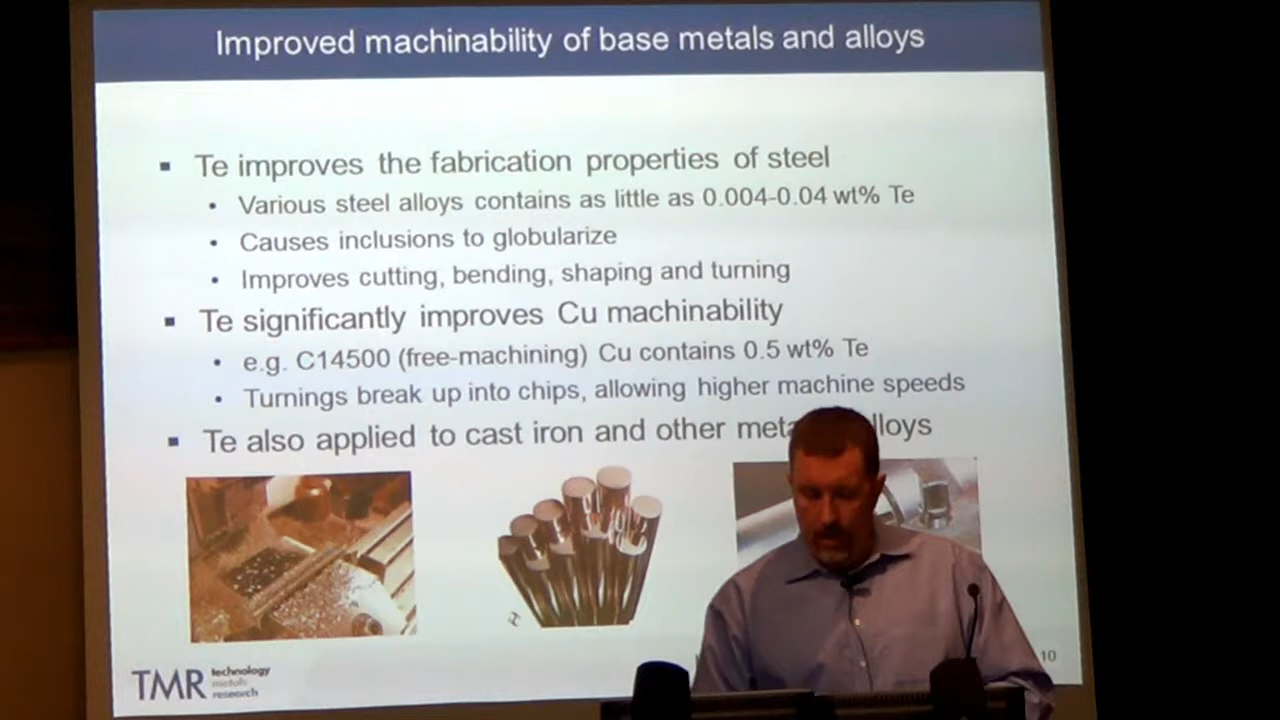 Improved machinability of base metals and alloys
▪ Te improves the fabrication properties of steel
• Various steel alloys contains as little as 0.004-0.04 wt% Te
• Causes inclusions to globularize
• Improves cutting, bending, shaping and turning
▪ Te significantly improves Cu machinability
• e.g. C14500 (free-machining) Cu contains 0.5 wt% Te
• Turnings break up into chips, allowing higher machine speeds
▪ Te also applied to cast iron and other
TMR technology
metals
research
10